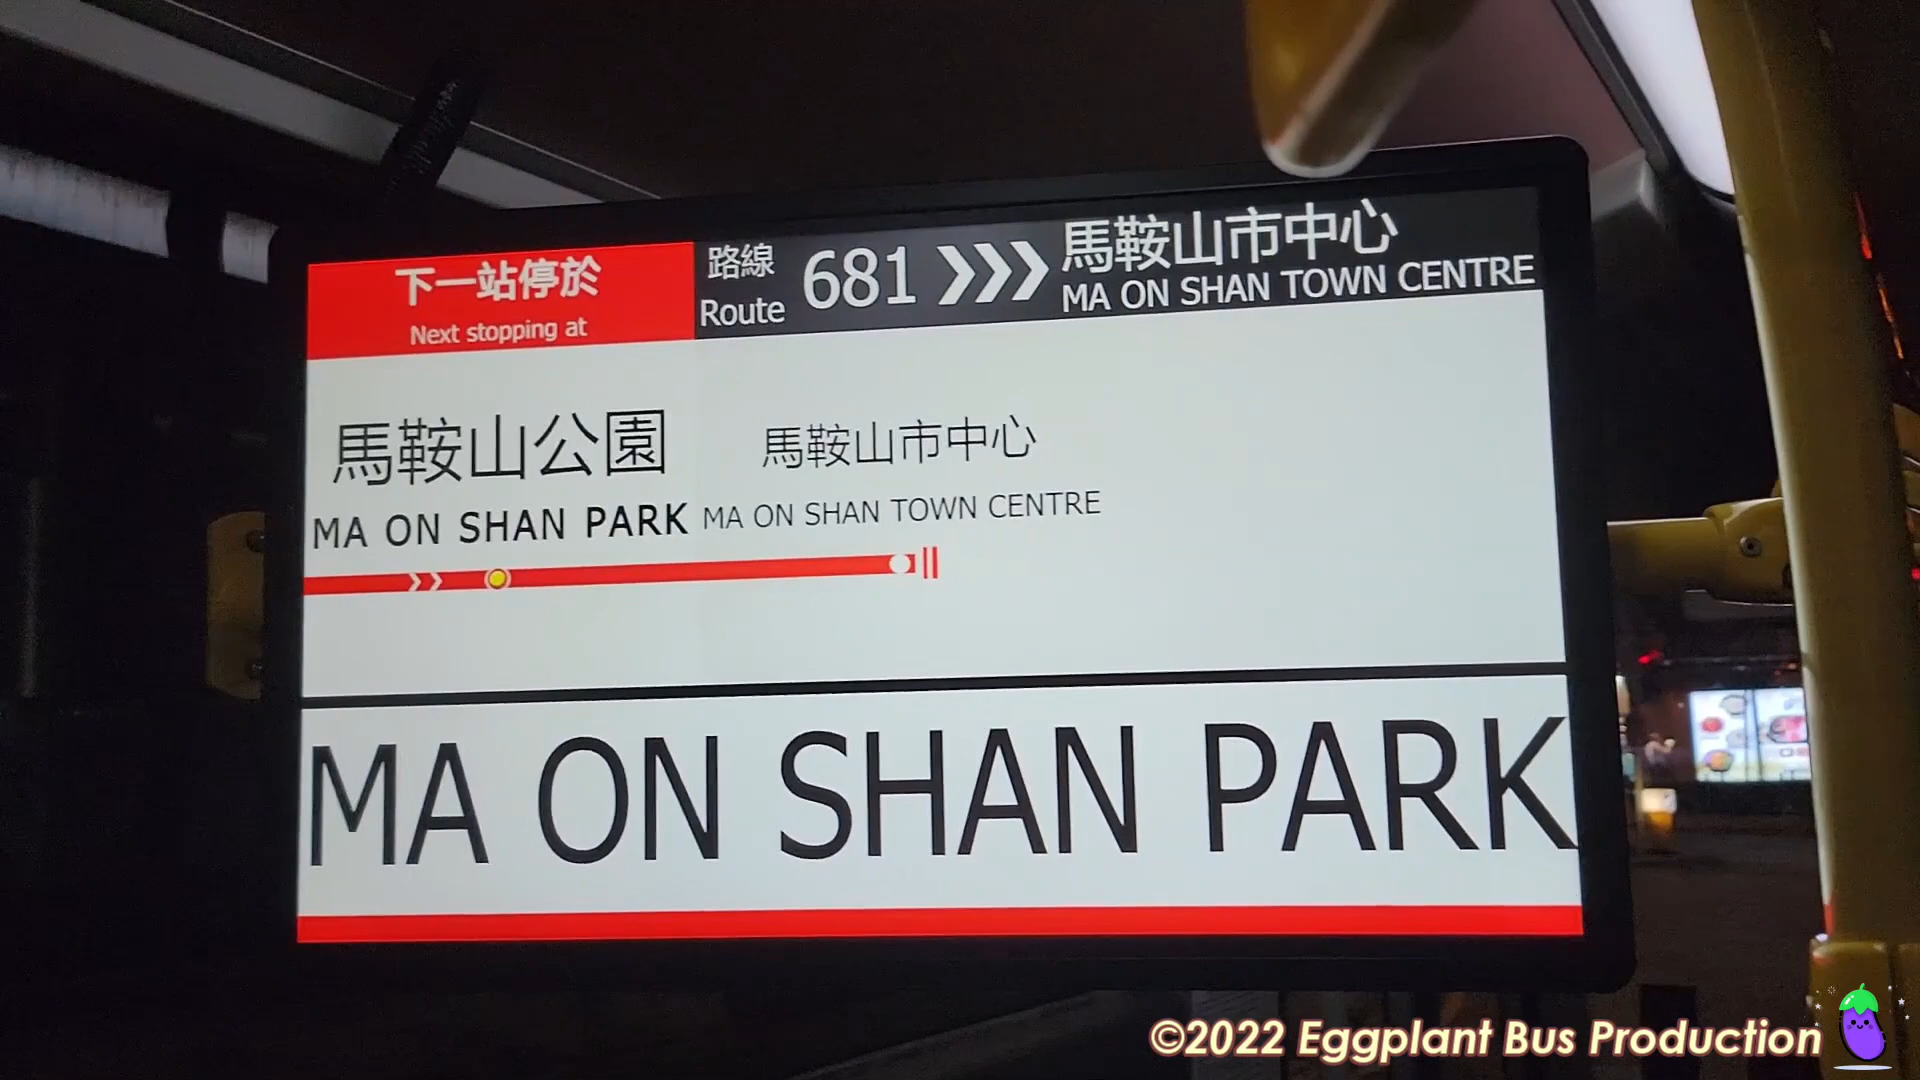 下一站停於
Next stopping at
路線
Route
681
馬鞍山市中心
MA ON SHAN TOWN CENTRE
馬鞍山公園
MA ON SHAN PARK
馬鞍山市中心
MA ON SHAN TOWN CENTRE
MA ON SHAN PARK
©2022 Eggplant Bus Production